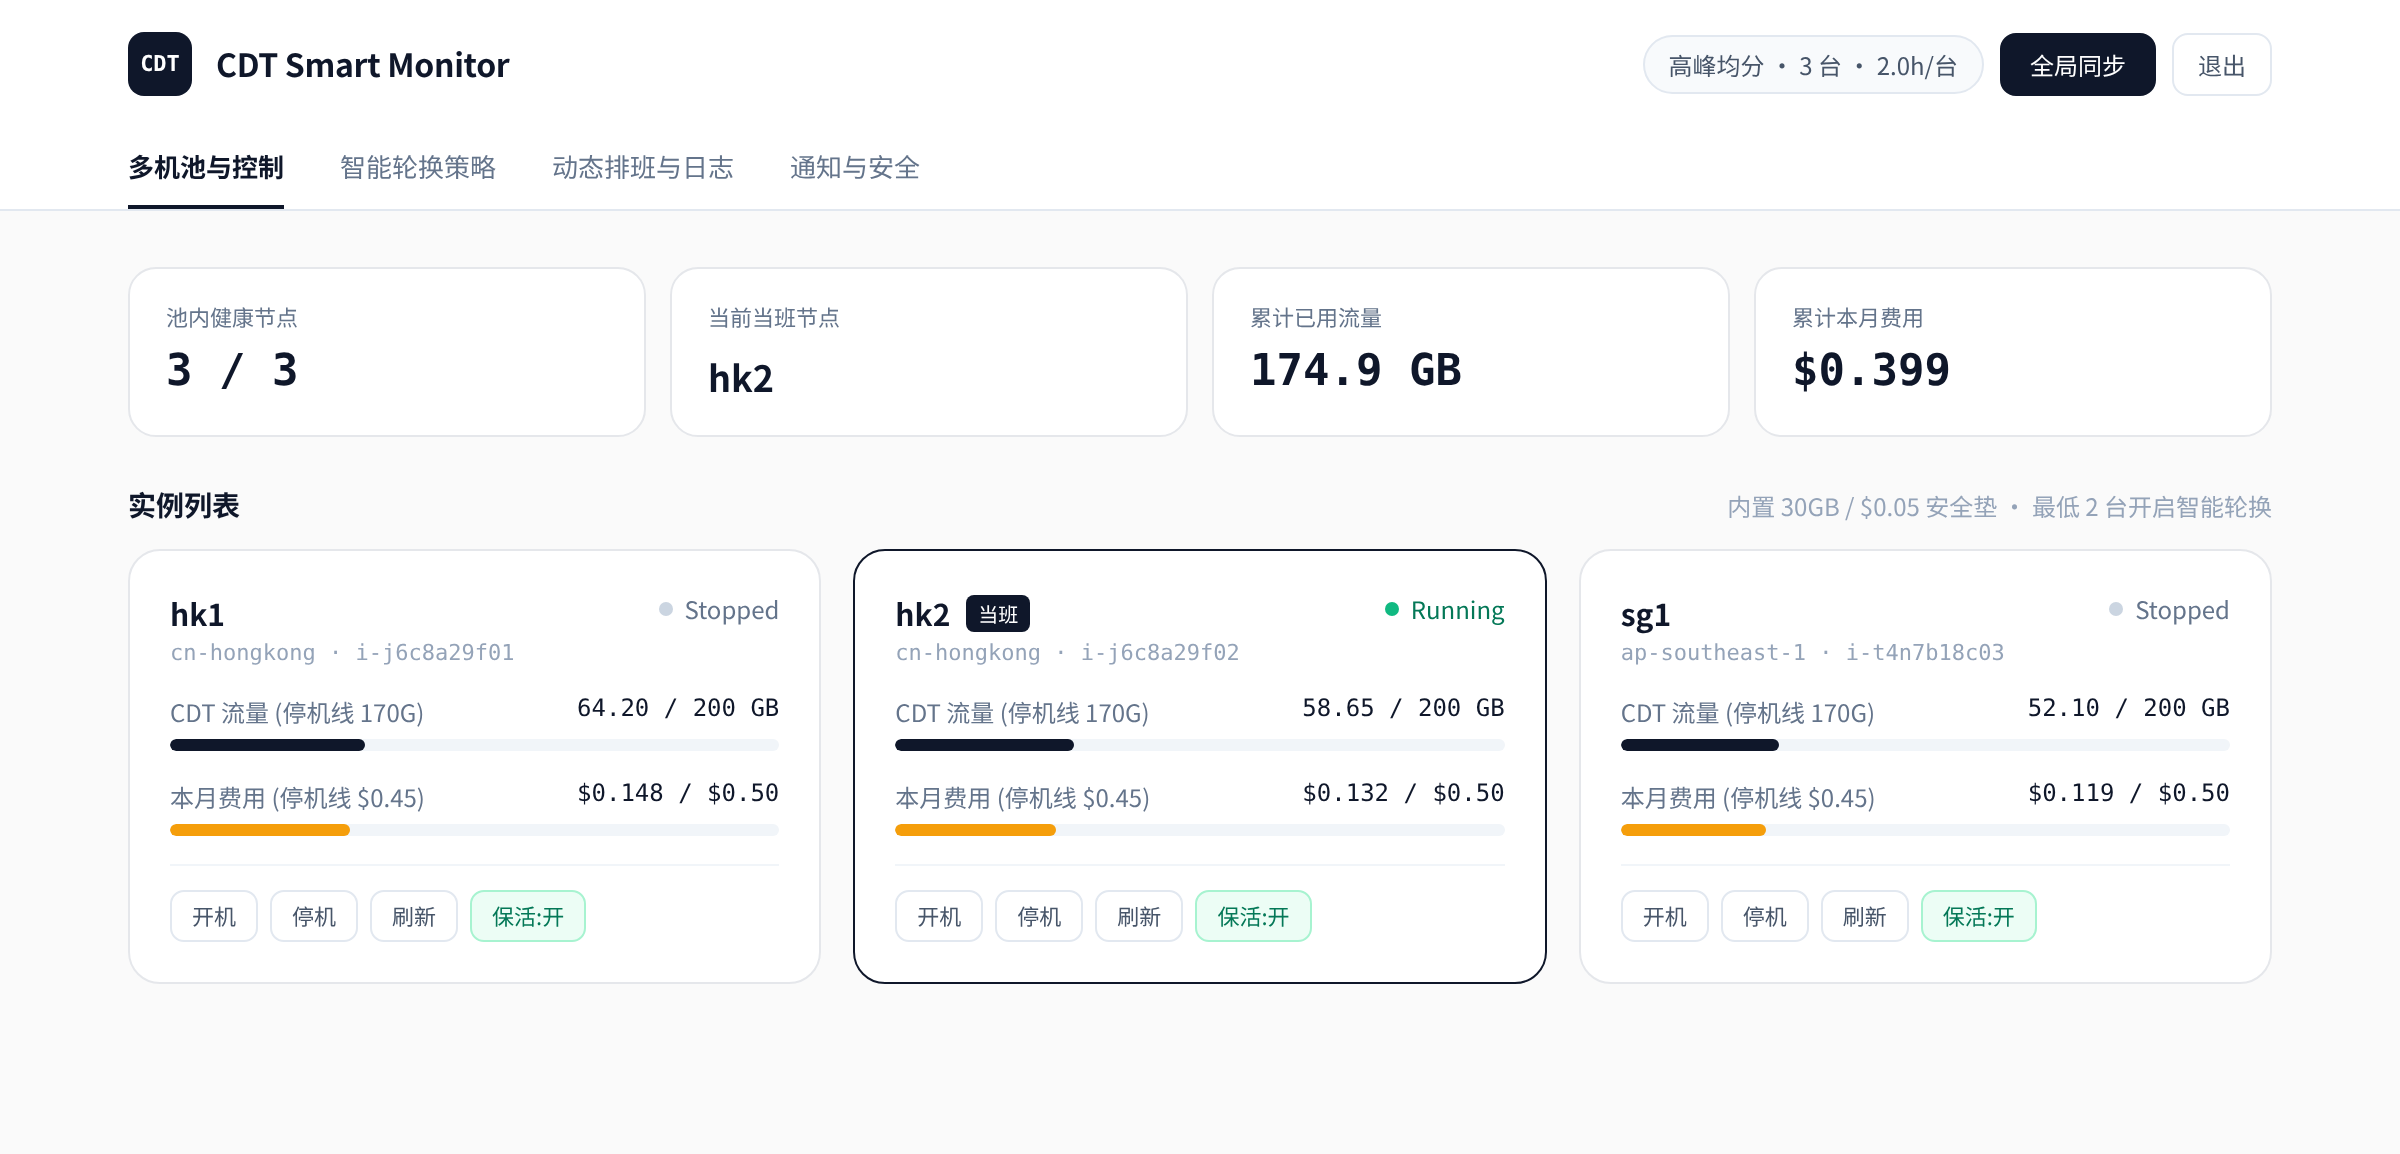 CDT
CDT Smart Monitor
高峰均分 · 3 台 · 2.0h/台
全局同步
退出
多机池与控制
智能轮换策略
动态排班与日志
通知与安全
池内健康节点
3 / 3
当前当班节点
hk2
累计已用流量
174.9 GB
累计本月费用
$0.399
实例列表
内置 30GB / $0.05 安全垫 · 最低 2 台开启智能轮换
hk1
Stopped
cn-hongkong · i-j6c8a29f01
CDT 流量 (停机线 170G)
64.20 / 200 GB
本月费用 (停机线 $0.45)
$0.148 / $0.50
开机
停机
刷新
保活:开
hk2
当班
Running
cn-hongkong · i-j6c8a29f02
CDT 流量 (停机线 170G)
58.65 / 200 GB
本月费用 (停机线 $0.45)
$0.132 / $0.50
开机
停机
刷新
保活:开
sg1
Stopped
ap-southeast-1 · i-t4n7b18c03
CDT 流量 (停机线 170G)
52.10 / 200 GB
本月费用 (停机线 $0.45)
$0.119 / $0.50
开机
停机
刷新
保活:开